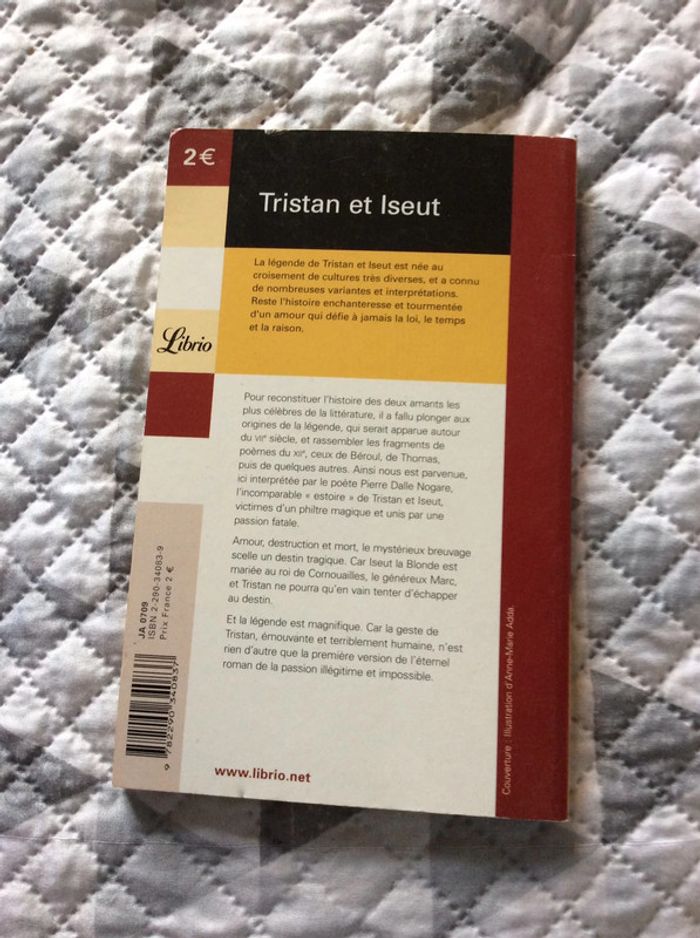 2€
Tristan et Iseut
La légende de Tristan et Iseut est née au
croisement de cultures très diverses, et a connu
de nombreuses variantes et interprétations.
Reste l'histoire enchanteresse et tourmentée
d'un amour qui défie à jamais la loi, le temps
et la raison.
Librio
Pour reconstituer l'histoire des deux amants les
plus célèbres de la littérature, il a fallu plonger aux
origines de la légende, qui serait apparue autour
du VIIe siècle, et rassembler les fragments de
poèmes du XIIe, ceux de Béroul, de Thomas,
puis de quelques autres. Ainsi nous est parvenue,
ici interprétée par le poète Pierre Dalle Nogare,
l'incomparable « estoire » de Tristan et Iseut,
victimes d'un philtre magique et unis par une
passion fatale.
Amour, destruction et mort, le mystérieux breuvage
scelle un destin tragique. Car Iseut la Blonde est
mariée au roi de Cornouailles, le généreux Marc,
et Tristan ne pourra qu'en vain tenter d'échapper
au destin.
Et la légende est magnifique. Car la geste de
Tristan, émouvante et terriblement humaine, n'est
rien d'autre que la première version de l'éternel
roman de la passion illégitime et impossible.
JA 0709
ISBN 2-290-34083-9
Prix France 2 €
9 782290 340837
www.librio.net
Couverture : Illustration d'Anne-Marie Adda.